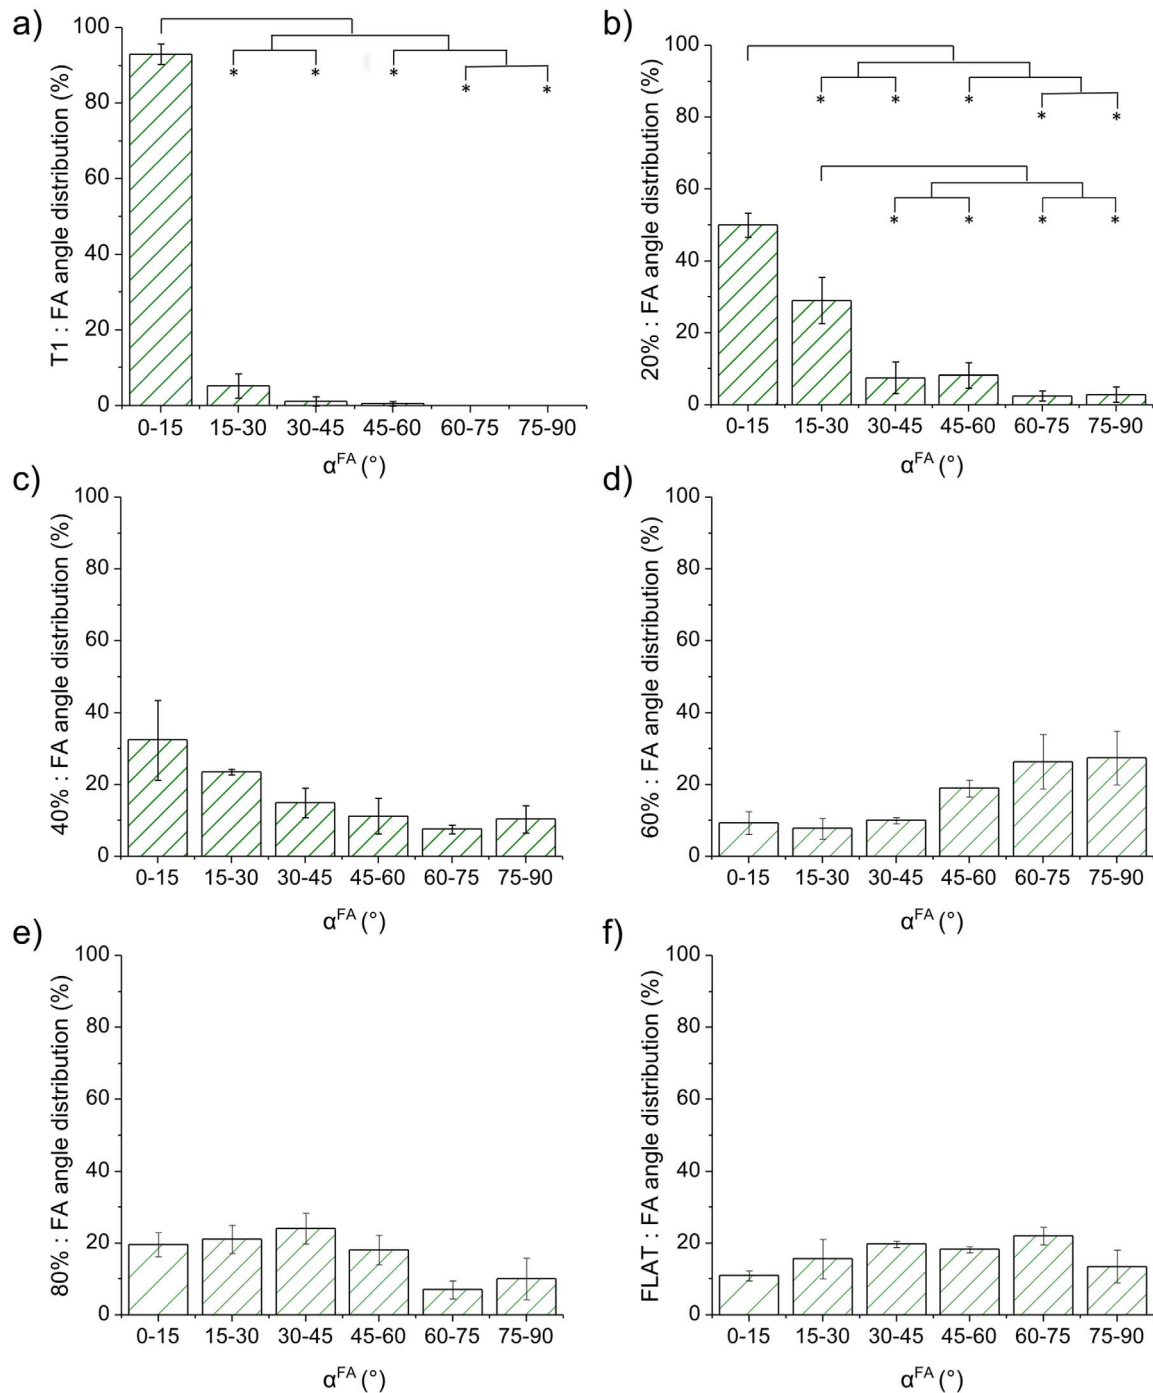 a)
T1 : FA angle distribution (%)
100
80
60
40
20
0
* * * * *
0-15 15-30 30-45 45-60 60-75 75-90
αFA (°)
b)
20% : FA angle distribution (%)
100
80
60
40
20
0
* * * * *
* * * *
0-15 15-30 30-45 45-60 60-75 75-90
αFA (°)
c)
40% : FA angle distribution (%)
100
80
60
40
20
0
0-15 15-30 30-45 45-60 60-75 75-90
αFA (°)
d)
60% : FA angle distribution (%)
100
80
60
40
20
0
0-15 15-30 30-45 45-60 60-75 75-90
αFA (°)
e)
80% : FA angle distribution (%)
100
80
60
40
20
0
0-15 15-30 30-45 45-60 60-75 75-90
αFA (°)
f)
FLAT : FA angle distribution (%)
100
80
60
40
20
0
0-15 15-30 30-45 45-60 60-75 75-90
αFA (°)